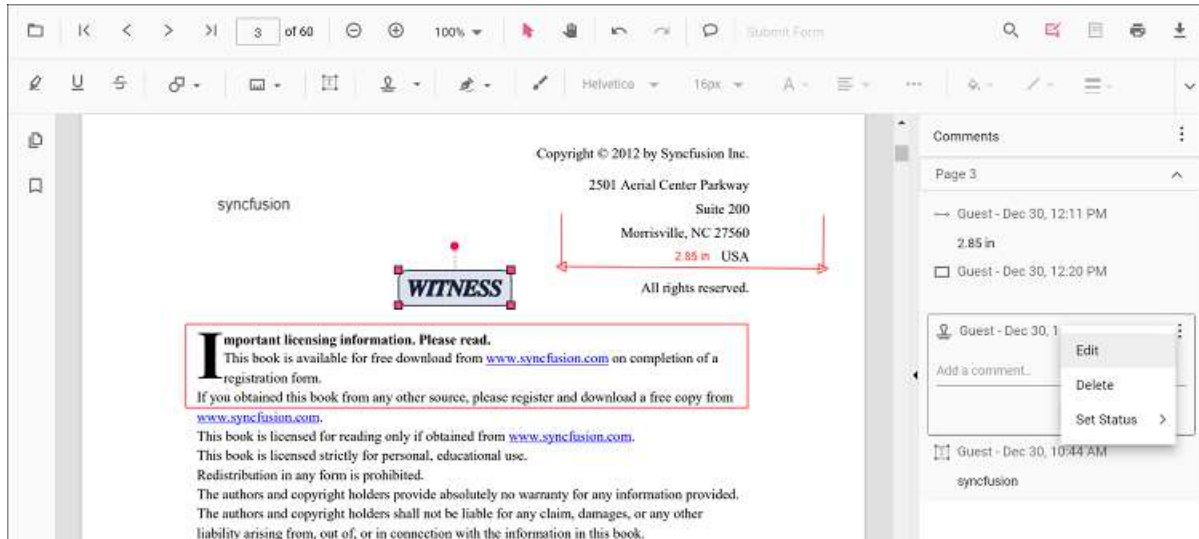 3 of 60 100% Submit Form
Helvetica 16px A
Copyright © 2012 by Syncfusion Inc.
2501 Aerial Center Parkway
syncfusion
Suite 200
Morrisville, NC 27560
2.85 in USA
WITNESS
All rights reserved.
Important licensing information. Please read.
This book is available for free download from www.syncfusion.com on completion of a
registration form.
If you obtained this book from any other source, please register and download a free copy from
www.syncfusion.com.
This book is licensed for reading only if obtained from www.syncfusion.com.
This book is licensed strictly for personal, educational use.
Redistribution in any form is prohibited.
The authors and copyright holders provide absolutely no warranty for any information provided.
The authors and copyright holders shall not be liable for any claim, damages, or any other
liability arising from, out of, or in connection with the information in this book.
Comments
Page 3
Guest - Dec 30, 12:11 PM
2.85 in
Guest - Dec 30, 12:20 PM
Guest - Dec 30, 1
Add a comment..
Edit
Delete
Set Status
Guest - Dec 30, 10:44 AM
syncfusion